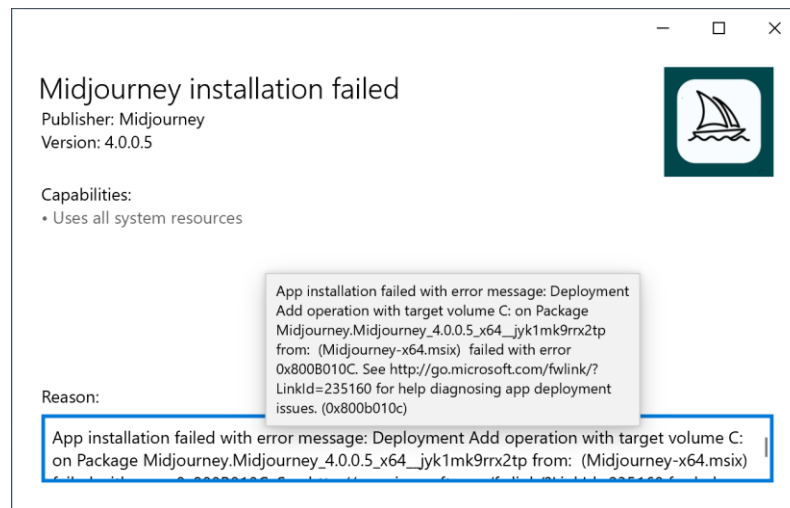 Midjourney installation failed
Publisher: Midjourney
Version: 4.0.0.5
Capabilities:
• Uses all system resources
App installation failed with error message: Deployment
Add operation with target volume C: on Package
Midjourney.Midjourney_4.0.0.5_x64__jyk1mk9rrx2tp
from:  (Midjourney-x64.msix)  failed with error
0x800B010C. See http://go.microsoft.com/fwlink/?
LinkId=235160 for help diagnosing app deployment
issues. (0x800b010c)
Reason:
App installation failed with error message: Deployment Add operation with target volume C:
on Package Midjourney.Midjourney_4.0.0.5_x64__jyk1mk9rrx2tp from:  (Midjourney-x64.msix)